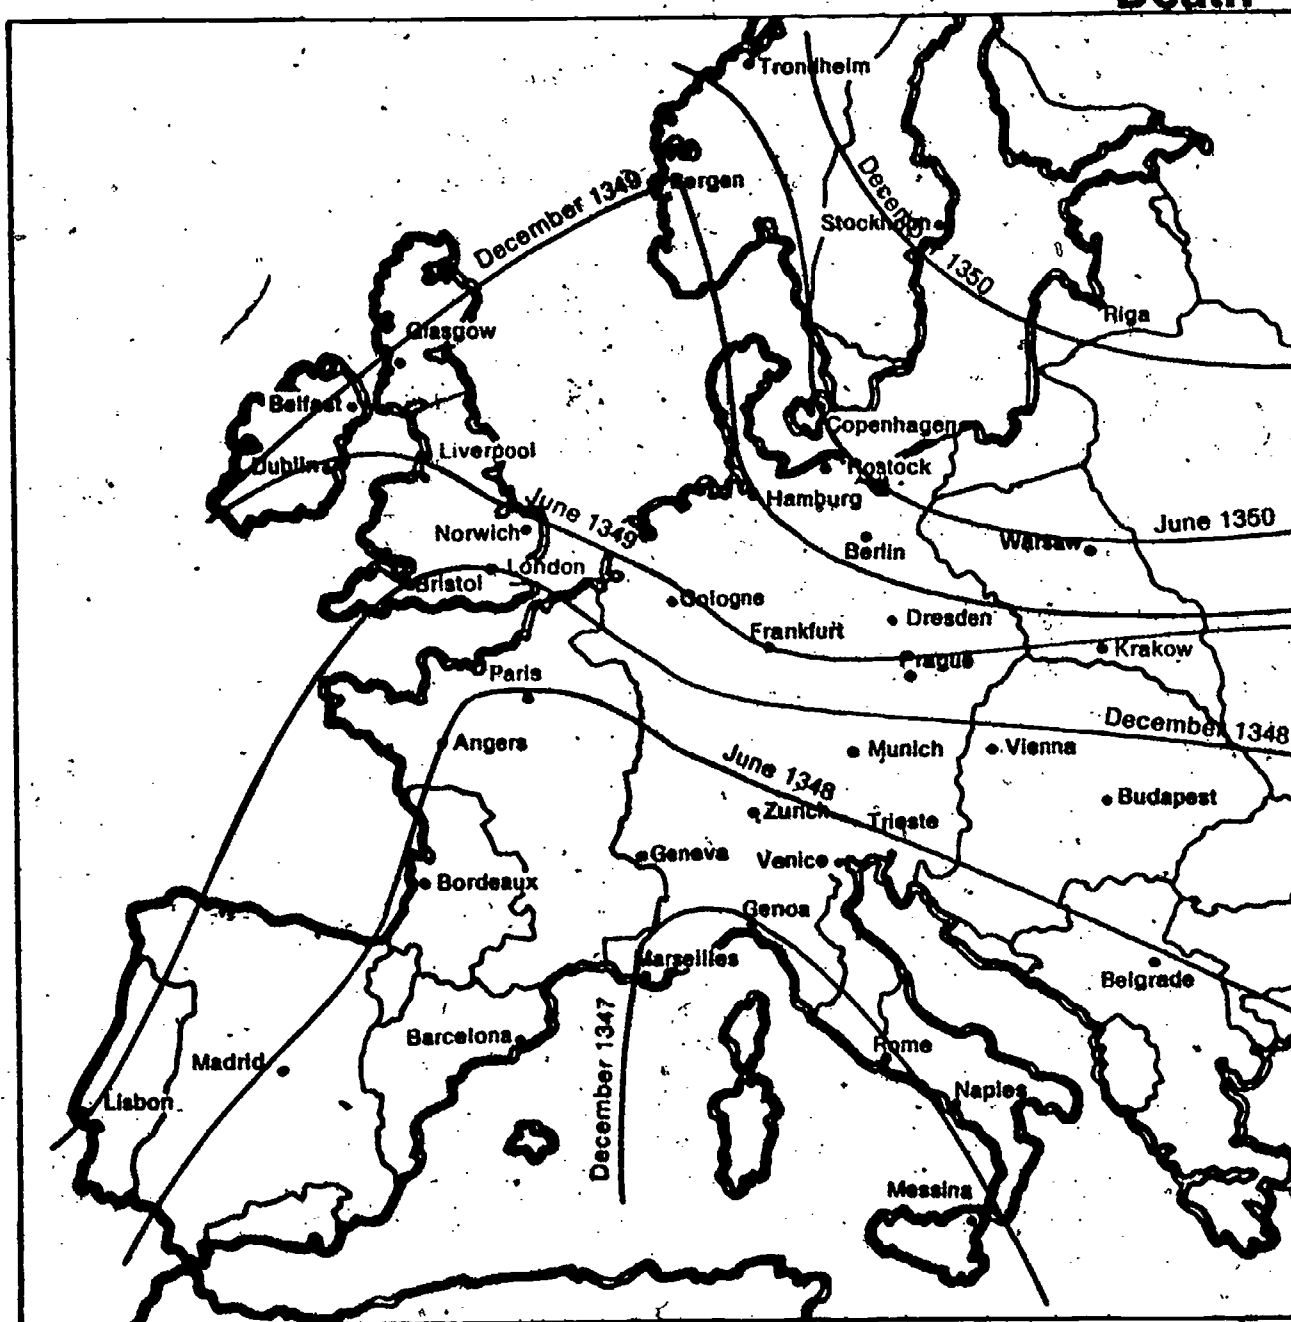 Trondheim
December 1349
Bergen
December 1350
Stockholm
Glasgow
Riga
Belfast
Copenhagen
Dublin
Liverpool
Rostock
Hamburg
June 1349
June 1350
Norwich
Berlin
Warsaw
London
Bristol
Cologne
Dresden
Frankfurt
Prague
Krakow
Paris
December 1348
Angers
June 1348
Munich
Vienna
Zurich
Trieste
Budapest
Geneva
Venice
Bordeaux
Genoa
Marseilles
Belgrade
December 1347
Barcelona
Rome
Madrid
Naples
Lisbon
Messina